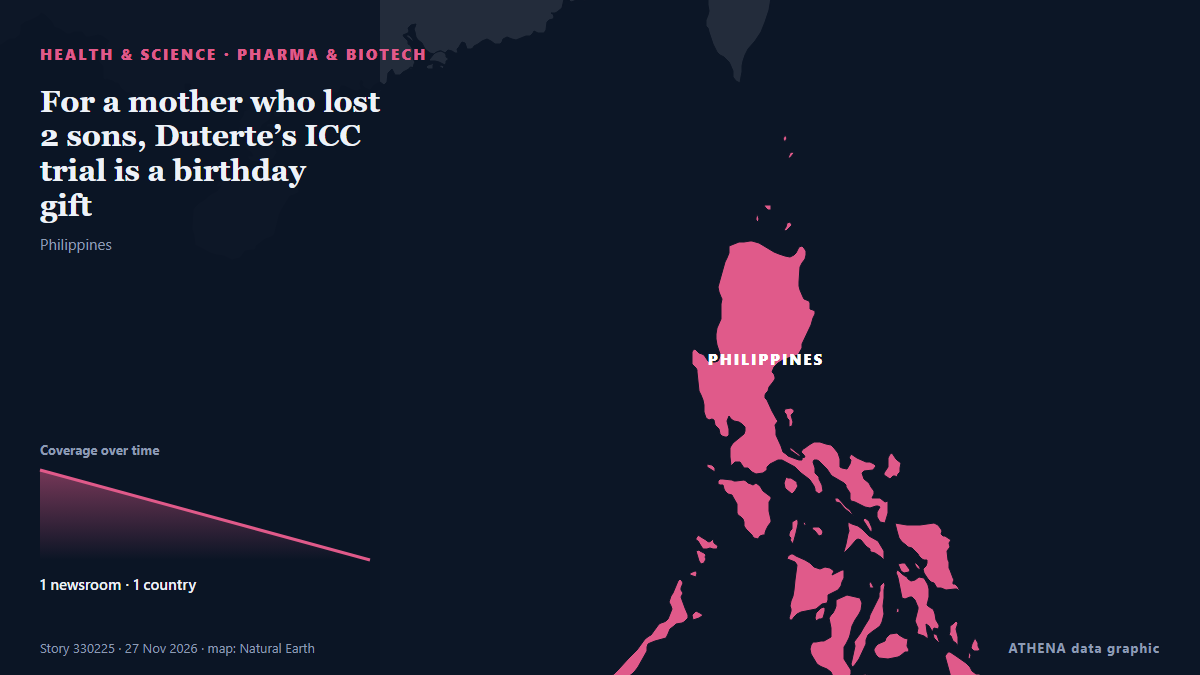 HEALTH & SCIENCE · PHARMA & BIOTECH
For a mother who lost
2 sons, Duterte’s ICC
trial is a birthday
gift
Philippines
PHILIPPINES
Coverage over time
1 newsroom · 1 country
Story 330225 · 27 Nov 2026 · map: Natural Earth
ATHENA data graphic